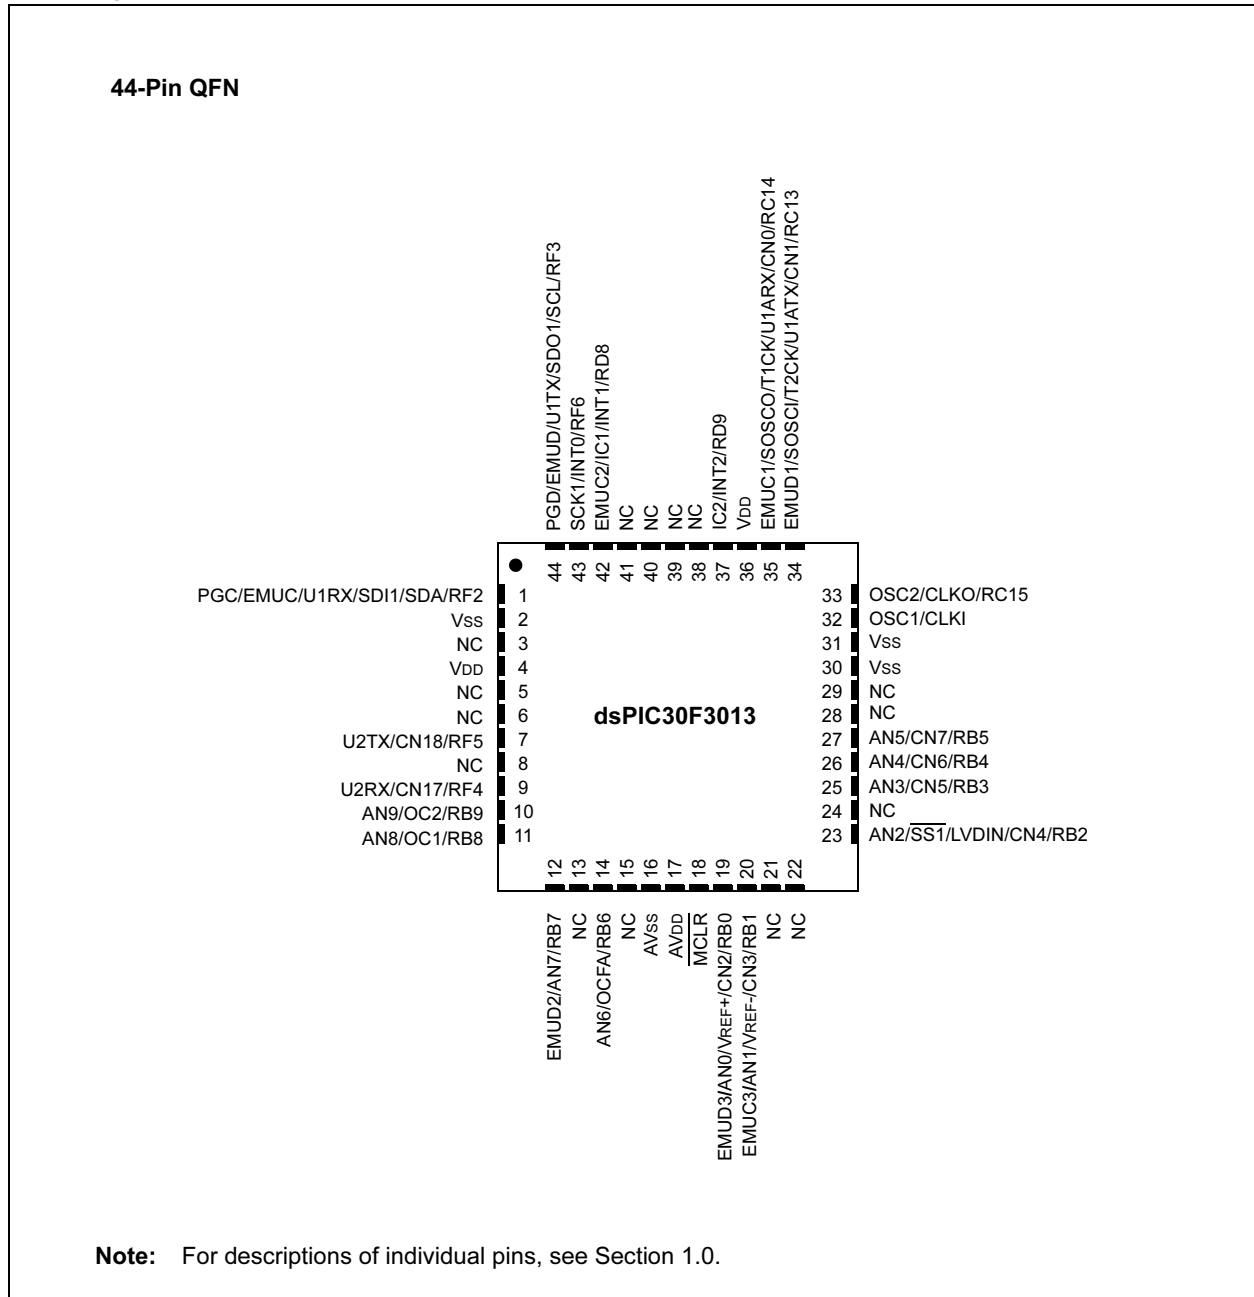 44-Pin QFN
PGD/EMUD/U1TX/SDO1/SCL/RF3
SCK1/INT0/RF6
EMUC2/IC1/INT1/RD8
NC
NC
NC
NC
IC2/INT2/RD9
VDD
EMUC1/SOSCO/T1CK/U1ARX/CN0/RC14
EMUD1/SOSCI/T2CK/U1ATX/CN1/RC13
44
43
42
41
40
39
38
37
36
35
34
PGC/EMUC/U1RX/SDI1/SDA/RF2 1
Vss 2
NC 3
VDD 4
NC 5
NC 6
U2TX/CN18/RF5 7
NC 8
U2RX/CN17/RF4 9
AN9/OC2/RB9 10
AN8/OC1/RB8 11
dsPIC30F3013
33 OSC2/CLKO/RC15
32 OSC1/CLKI
31 Vss
30 Vss
29 NC
28 NC
27 AN5/CN7/RB5
26 AN4/CN6/RB4
25 AN3/CN5/RB3
24 NC
23 AN2/SS1/LVDIN/CN4/RB2
12
13
14
15
16
17
18
19
20
21
22
EMUD2/AN7/RB7
NC
AN6/OCFA/RB6
NC
AVss
AVDD
MCLR
EMUD3/AN0/VREF+/CN2/RB0
EMUC3/AN1/VREF-/CN3/RB1
NC
NC
Note: For descriptions of individual pins, see Section 1.0.